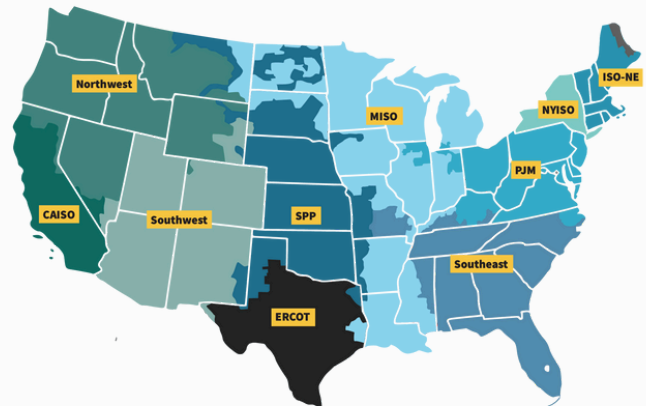 ISO-NE
Northwest
NYISO
MISO
PJM
CAISO
Southwest
SPP
Southeast
ERCOT